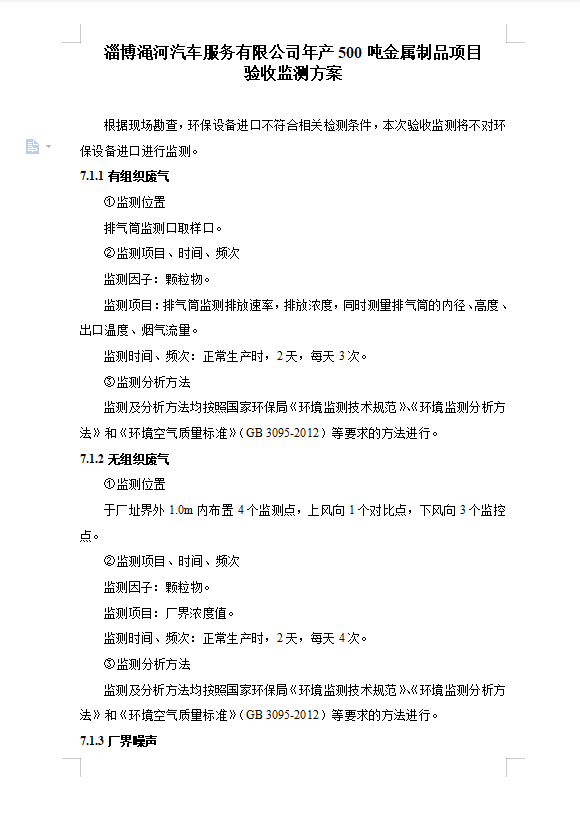 淄博渑河汽车服务有限公司年产 500 吨金属制品项目
验收监测方案
根据现场勘查，环保设备进口不符合相关检测条件，本次验收监测将不对环
保设备进口进行监测。
7.1.1 有组织废气
①监测位置
排气筒监测口取样口。
②监测项目、时间、频次
监测因子：颗粒物。
监测项目：排气筒监测排放速率，排放浓度，同时测量排气筒的内径、高度、
出口温度、烟气流量。
监测时间、频次：正常生产时，2 天，每天 3 次。
③监测分析方法
监测及分析方法均按照国家环保局《环境监测技术规范》、《环境监测分析方
法》和《环境空气质量标准》（GB 3095-2012）等要求的方法进行。
7.1.2 无组织废气
①监测位置
于厂址界外 1.0m 内布置 4 个监测点，上风向 1 个对比点，下风向 3 个监控
点。
②监测项目、时间、频次
监测因子：颗粒物。
监测项目：厂界浓度值。
监测时间、频次：正常生产时，2 天，每天 4 次。
③监测分析方法
监测及分析方法均按照国家环保局《环境监测技术规范》、《环境监测分析方
法》和《环境空气质量标准》（GB 3095-2012）等要求的方法进行。
7.1.3 厂界噪声